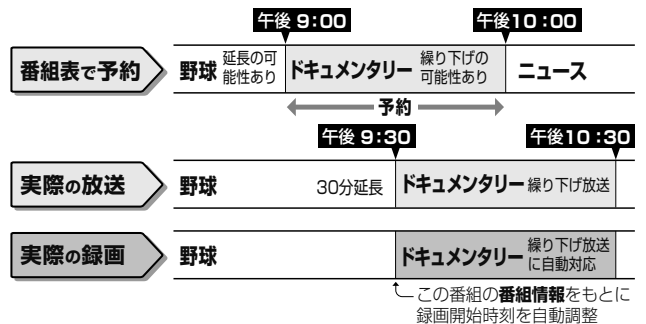 午後 9:00 午後10:00
番組表で予約 野球 延長の可能性あり ドキュメンタリー 繰り下げの可能性あり ニュース
予約
午後 9:30 午後10:30
実際の放送 野球 30分延長 ドキュメンタリー 繰り下げ放送
実際の録画 野球 ドキュメンタリー 繰り下げ放送に自動対応
この番組の番組情報をもとに
録画開始時刻を自動調整